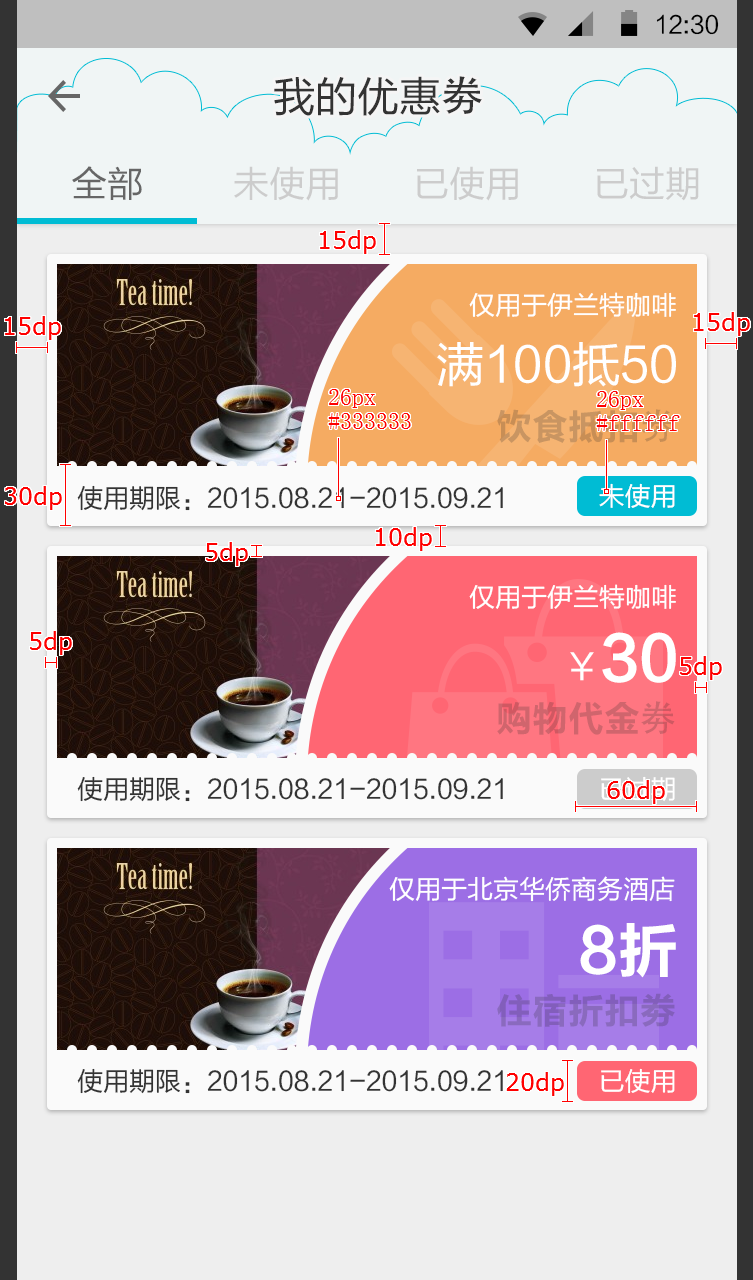 12:30
我的优惠劵
全部 未使用 已使用 已过期
15dp
Tea time!
仅用于伊兰特咖啡
15dp 15dp
满100抵50
26px
#333333
26px
#ffffff
饮食抵扣劵
30dp
使用期限：2015.08.21-2015.09.21
未使用
10dp
5dp
Tea time!
仅用于伊兰特咖啡
5dp
¥30
5dp
购物代金劵
使用期限：2015.08.21-2015.09.21
已过期
60dp
Tea time!
仅用于北京华侨商务酒店
8折
住宿折扣劵
使用期限：2015.08.21-2015.09.21
20dp
已使用